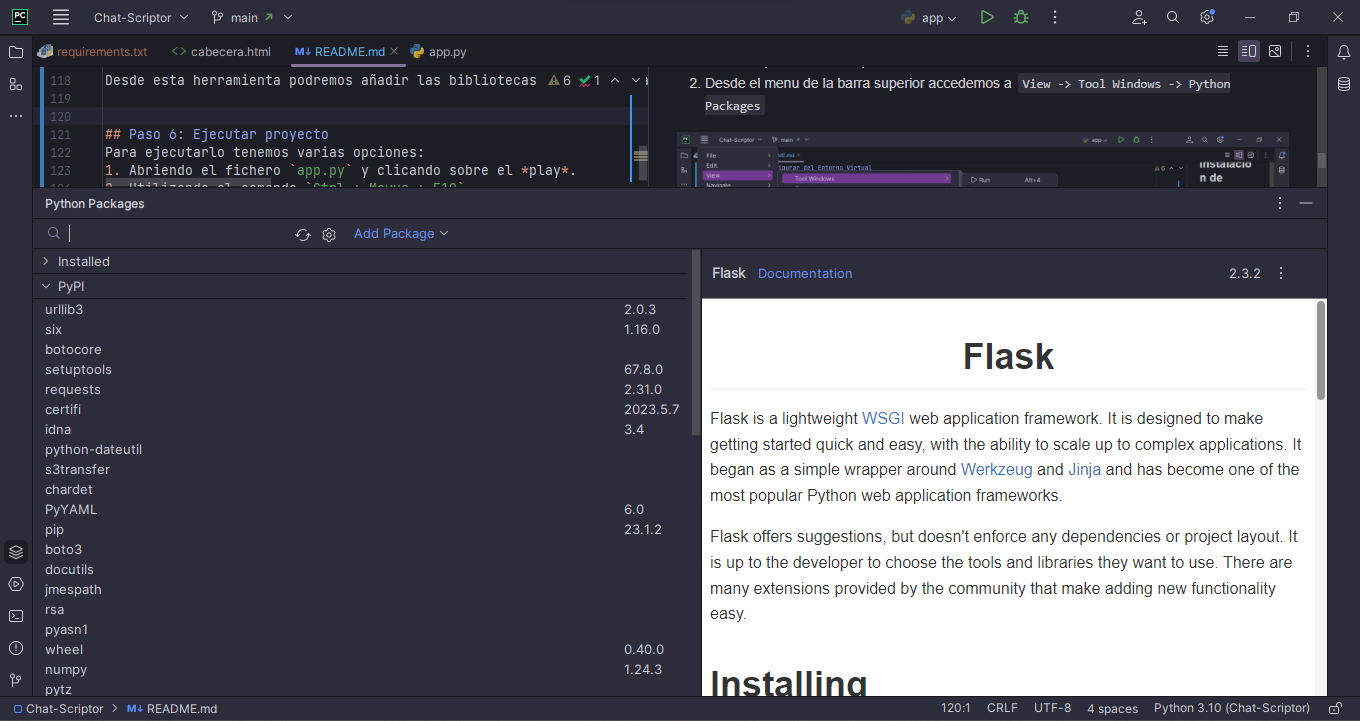 PC Chat-Scriptor main app
requirements.txt cabecera.html M↓ README.md app.py
118 Desde esta herramienta podremos añadir las bibliotecas 6 1
119
120
121 ## Paso 6: Ejecutar proyecto
122 Para ejecutarlo tenemos varias opciones:
123 1. Abriendo el fichero `app.py` y clicando sobre el *play*.
2. Desde el menu de la barra superior accedemos a View -> Tool Windows -> Python
Packages
Chat-Scriptor main app
File
Edit
View
Navigate
README.md
Instalar del Entorno Virtual
Tool Windows
Run Alt+4
Instalación
n de
Python Packages
Add Package
Installed
PyPI
urllib3 2.0.3
six 1.16.0
botocore
setuptools 67.8.0
requests 2.31.0
certifi 2023.5.7
idna 3.4
python-dateutil
s3transfer
chardet
PyYAML 6.0
pip 23.1.2
boto3
docutils
jmespath
rsa
pyasn1
wheel 0.40.0
numpy 1.24.3
pytz
Flask Documentation 2.3.2
Flask
Flask is a lightweight WSGI web application framework. It is designed to make
getting started quick and easy, with the ability to scale up to complex applications. It
began as a simple wrapper around Werkzeug and Jinja and has become one of the
most popular Python web application frameworks.
Flask offers suggestions, but doesn't enforce any dependencies or project layout. It
is up to the developer to choose the tools and libraries they want to use. There are
many extensions provided by the community that make adding new functionality
easy.
Installing
Chat-Scriptor > M↓ README.md 120:1 CRLF UTF-8 4 spaces Python 3.10 (Chat-Scriptor)